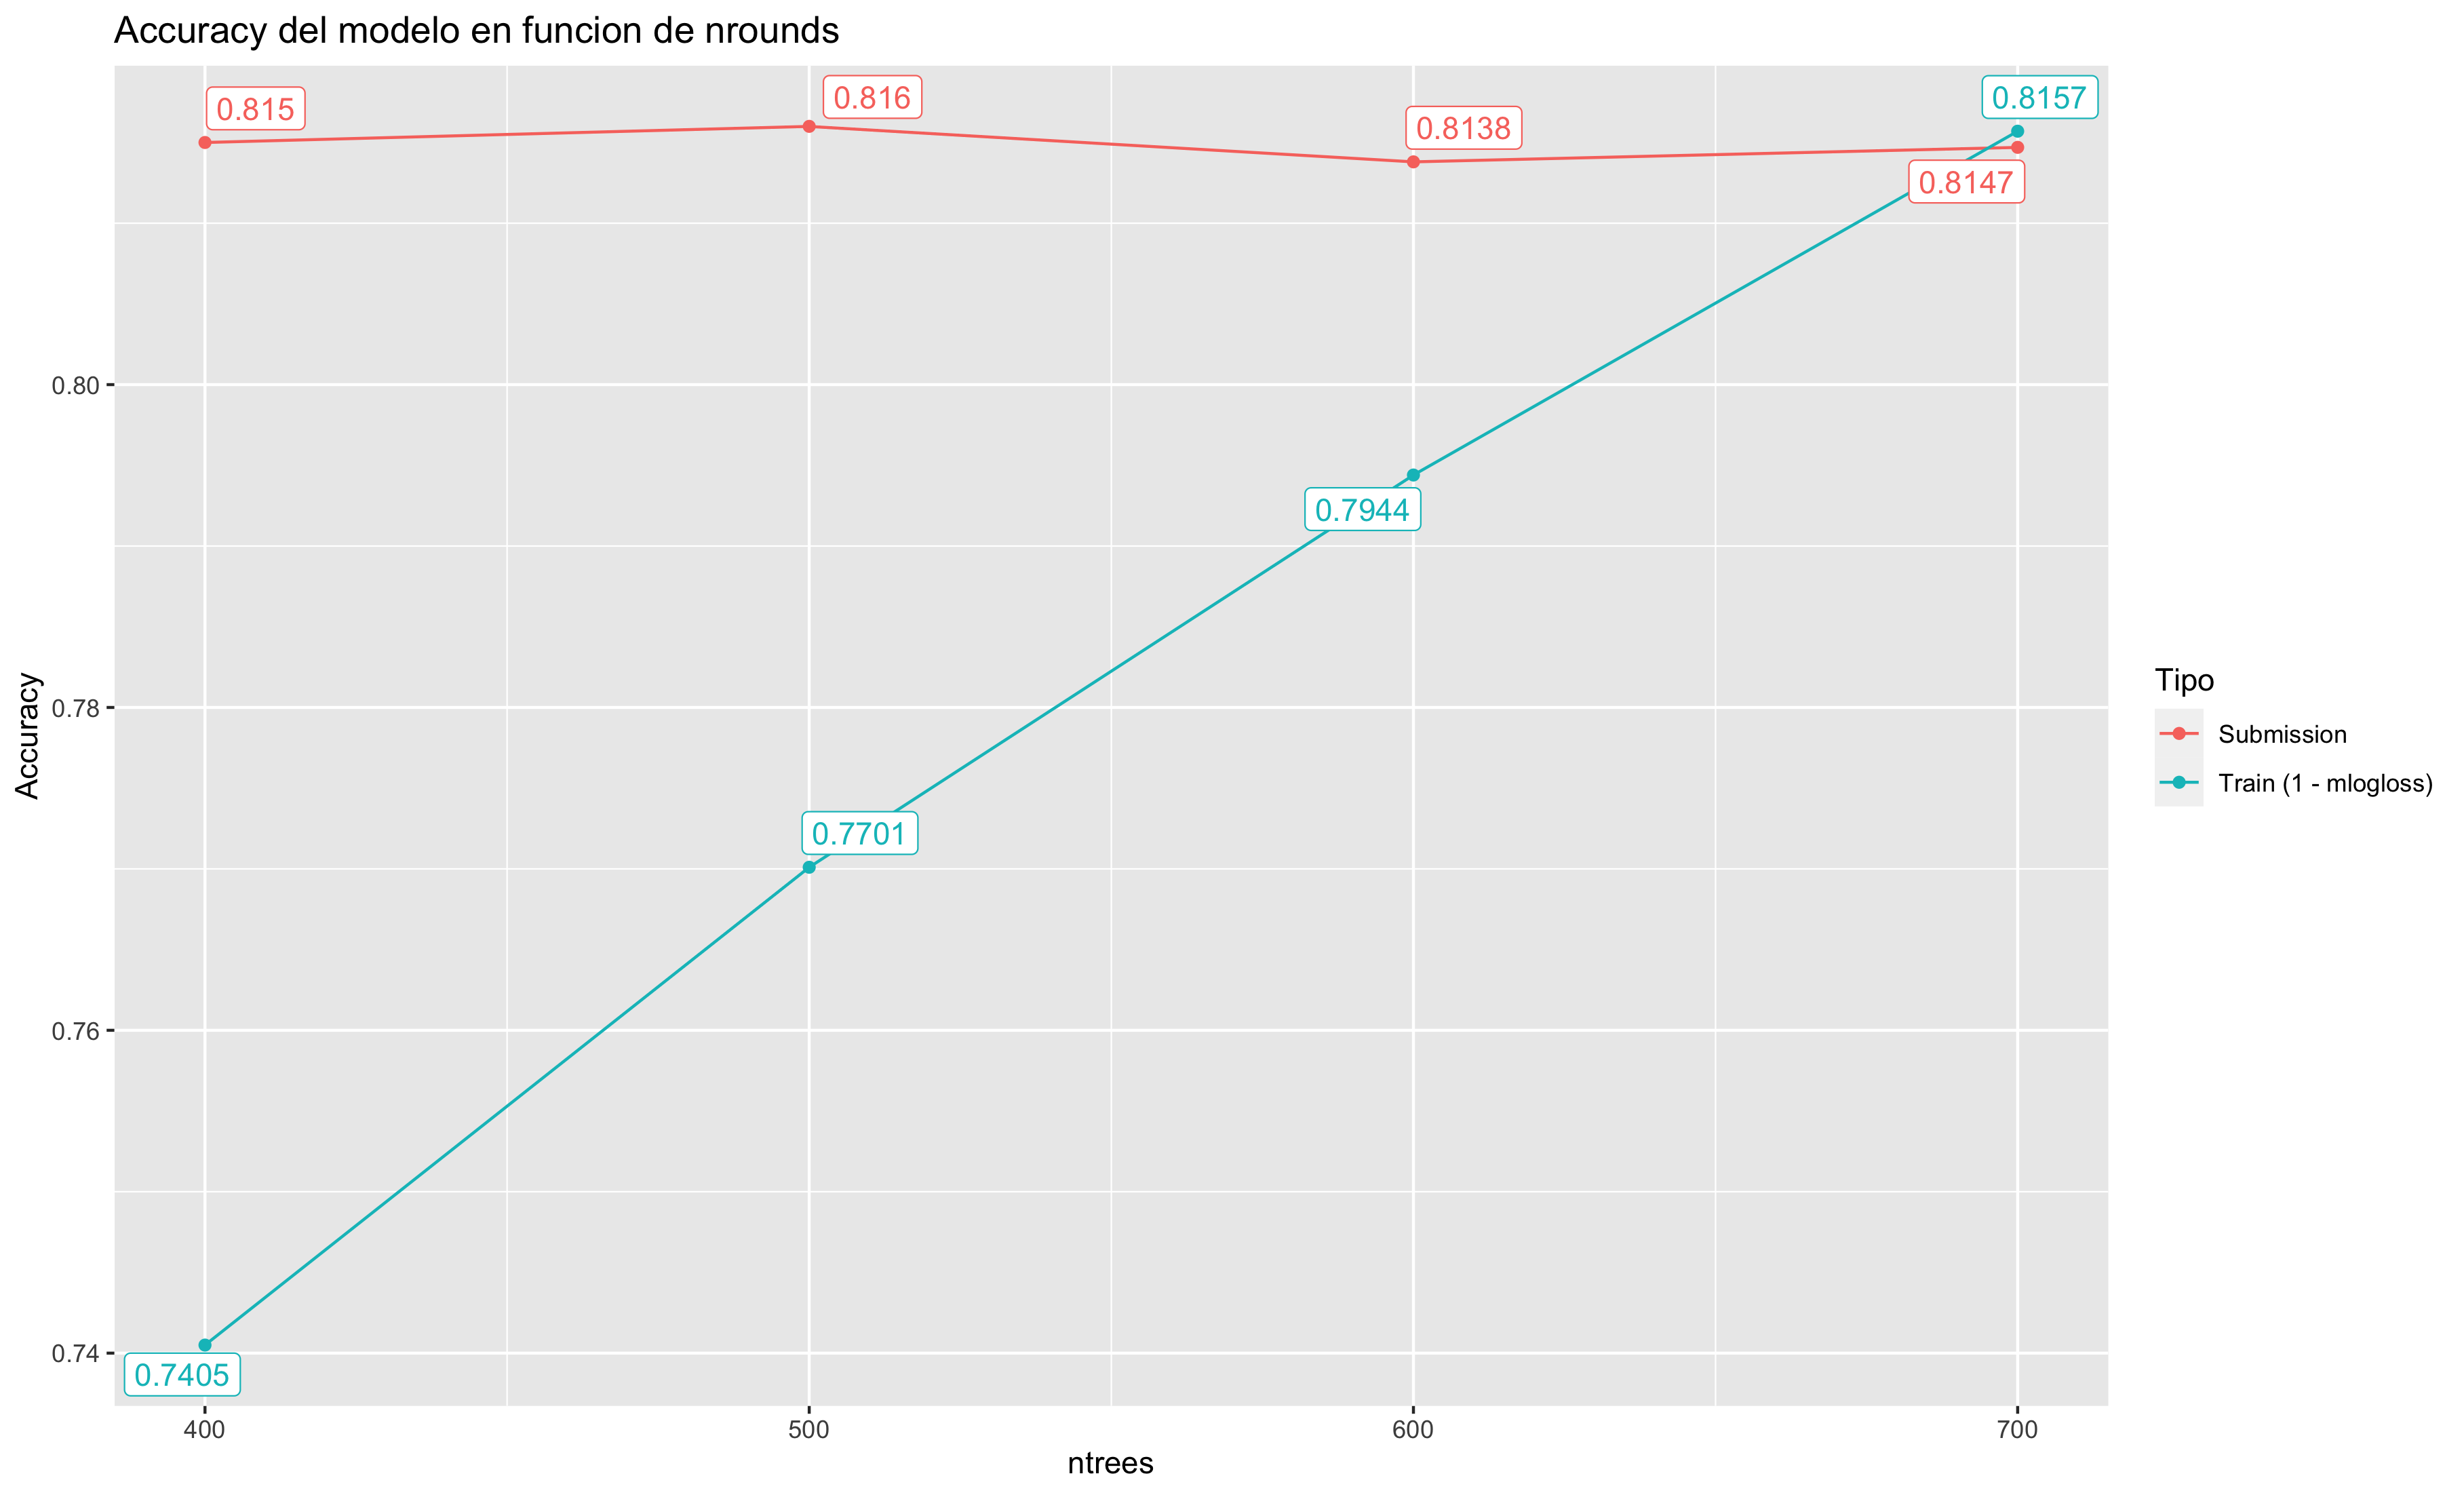 Accuracy del modelo en funcion de nrounds
0.815
0.816
0.8138
0.8157
0.8147
0.80
0.7944
0.78
0.7701
0.76
0.74
0.7405
Accuracy
400
500
600
700
ntrees
Tipo
Submission
Train (1 - mlogloss)